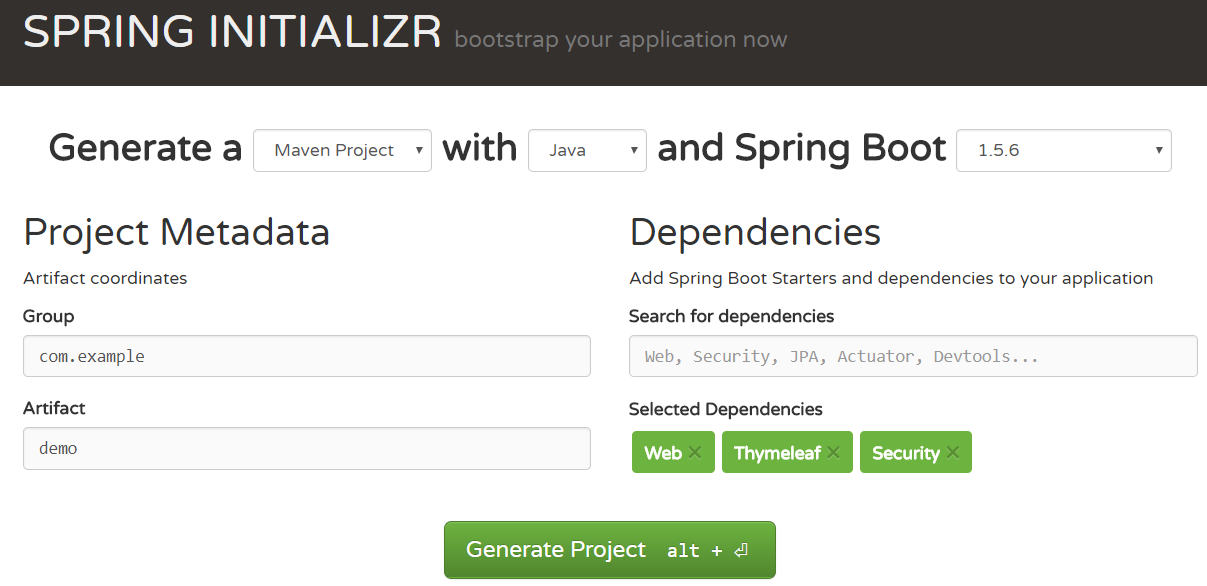 SPRING INITIALIZR bootstrap your application now
Generate a Maven Project with Java and Spring Boot 1.5.6
Project Metadata
Artifact coordinates
Group
com.example
Artifact
demo
Dependencies
Add Spring Boot Starters and dependencies to your application
Search for dependencies
Web, Security, JPA, Actuator, Devtools...
Selected Dependencies
Web × Thymeleaf × Security ×
Generate Project alt + ⏎